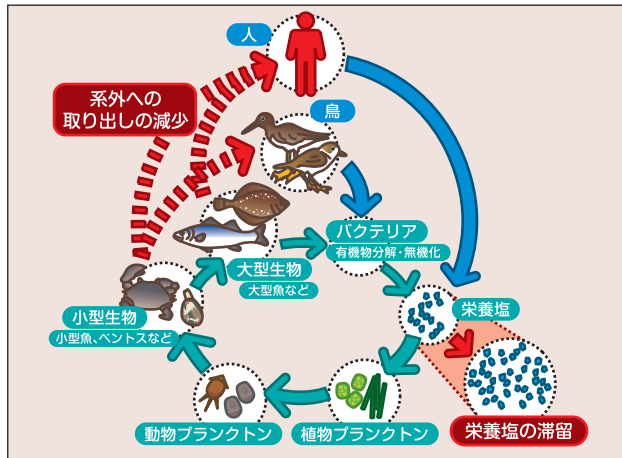 人
系外への
取り出しの減少
鳥
バクテリア
有機物分解・無機化
大型生物
大型魚など
栄養塩
小型生物
小型魚、ベントスなど
動物プランクトン
植物プランクトン
栄養塩の滞留